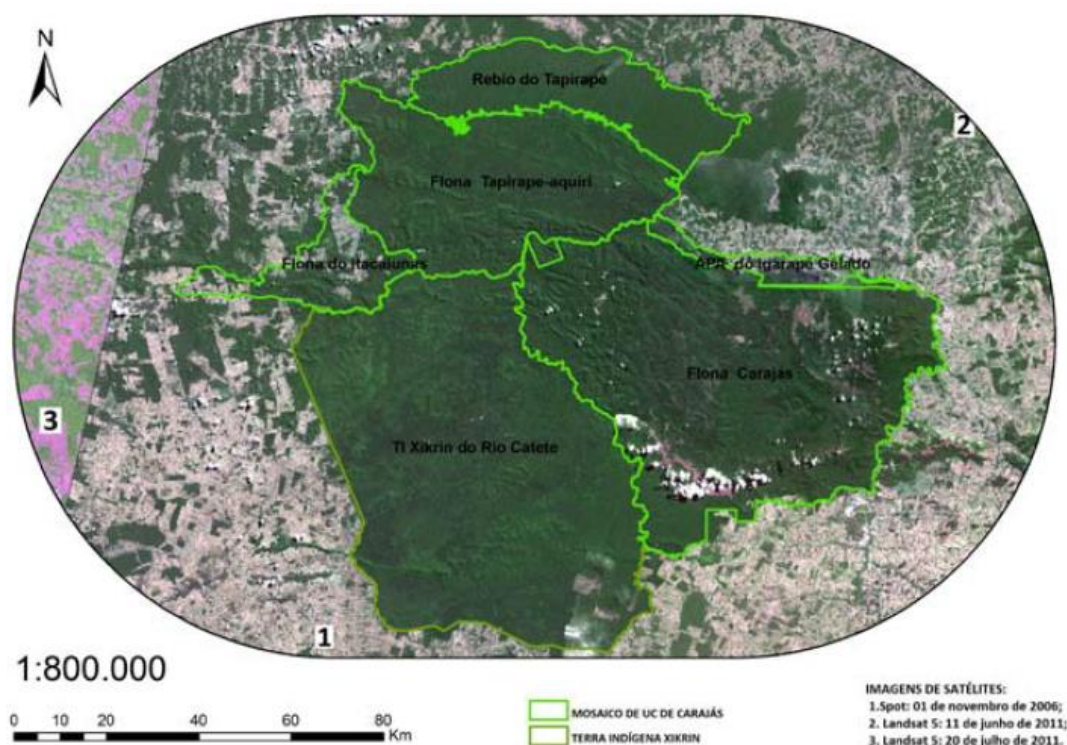 N
Rebio do Tapirapé
2
Flona Tapirape-aquiri
Flona do Itacaiunas
APA do Igarapé Gelado
Flona Carajás
3
TI Xikrin do Rio Catete
1
1:800.000
0 10 20 40 60 80
Km
MOSAICO DE UC DE CARAJÁS
TERRA INDÍGENA XIKRIN
IMAGENS DE SATÉLITES:
1.Spot: 01 de novembro de 2006;
2. Landsat 5: 11 de junho de 2011;
3. Landsat 5: 20 de julho de 2011.